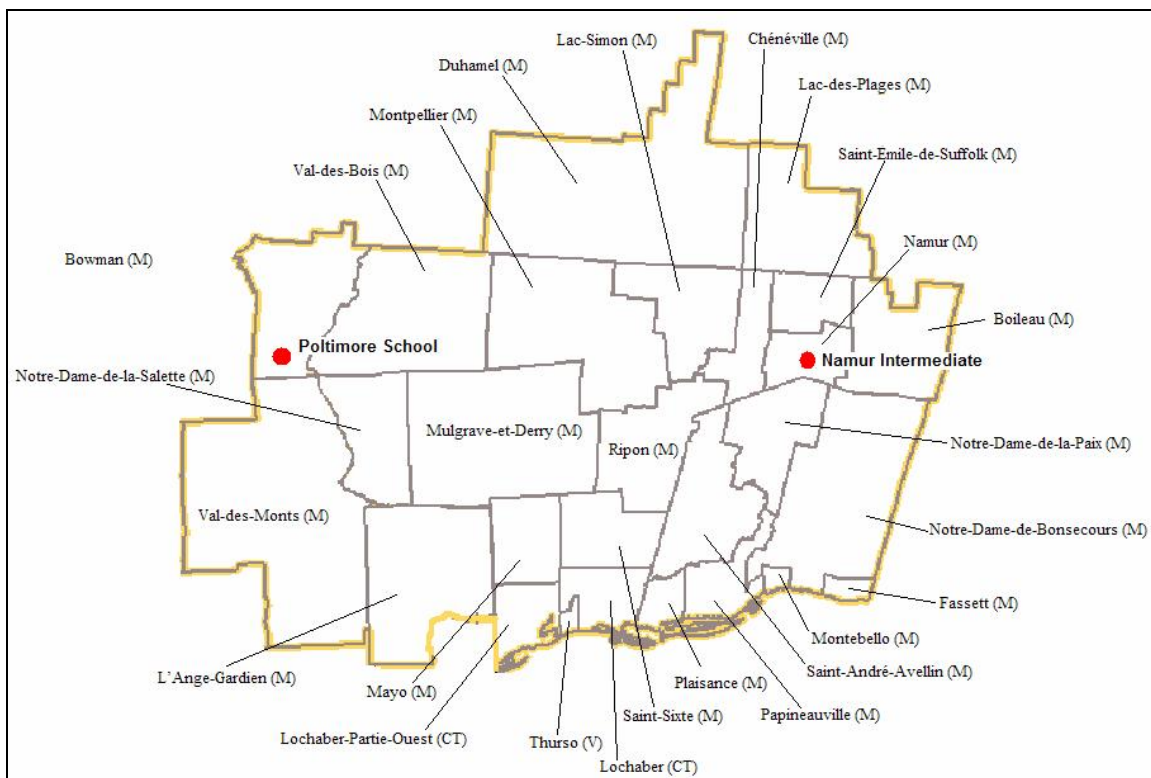 Lac-Simon (M)
Chénéville (M)
Duhamel (M)
Lac-des-Plages (M)
Montpellier (M)
Saint-Emile-de-Suffolk (M)
Val-des-Bois (M)
Namur (M)
Bowman (M)
Boileau (M)
Poltimore School
Namur Intermediate
Notre-Dame-de-la-Salette (M)
Mulgrave-et-Derry (M)
Ripon (M)
Notre-Dame-de-la-Paix (M)
Val-des-Monts (M)
Notre-Dame-de-Bonsecours (M)
Fassett (M)
Montebello (M)
L'Ange-Gardien (M)
Saint-André-Avellin (M)
Mayo (M)
Plaisance (M)
Saint-Sixte (M)
Papineauville (M)
Lochaber-Partie-Ouest (CT)
Thurso (V)
Lochaber (CT)